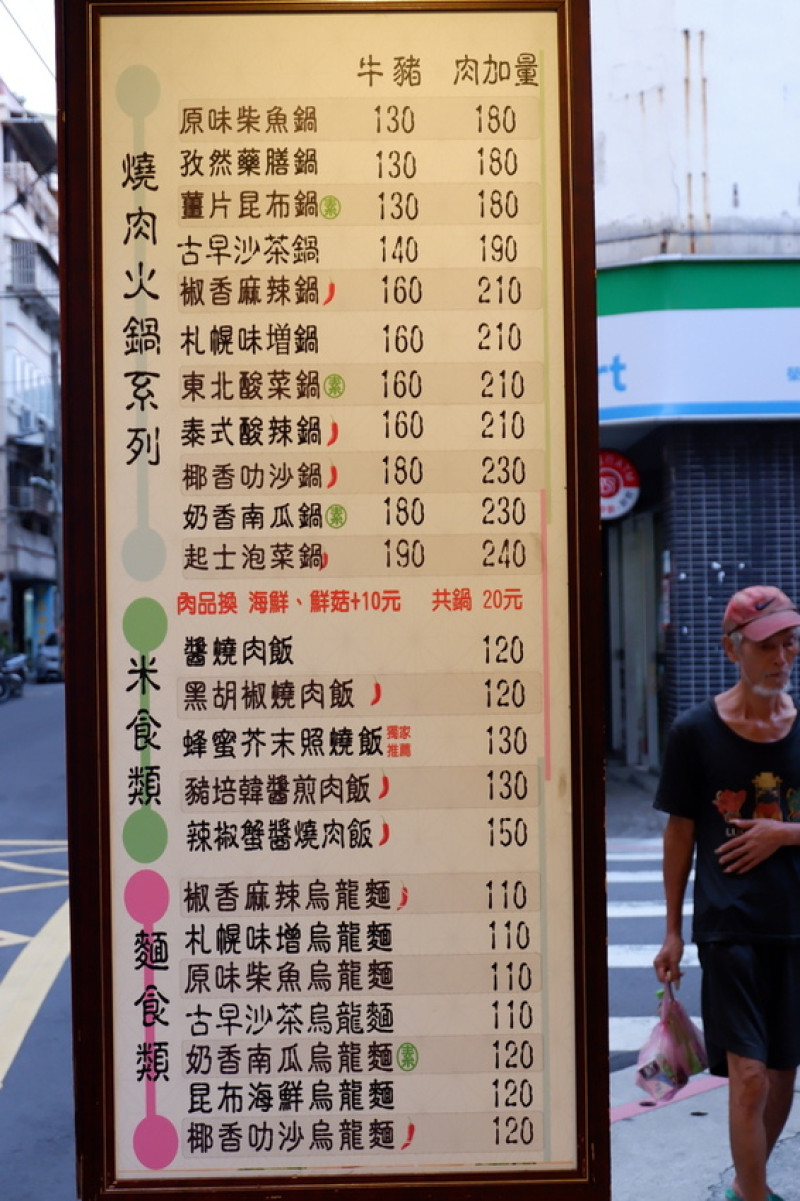 牛豬 肉加量
燒肉火鍋系列
原味柴魚鍋 130 180
孜然藥膳鍋 130 180
薑片昆布鍋 素 130 180
古早沙茶鍋 140 190
椒香麻辣鍋 160 210
札幌味增鍋 160 210
東北酸菜鍋 素 160 210
泰式酸辣鍋 160 210
椰香叻沙鍋 180 230
奶香南瓜鍋 素 180 230
起士泡菜鍋 190 240
肉品換 海鮮、鮮菇+10元 共鍋 20元
米食類
醬燒肉飯 120
黑胡椒燒肉飯 120
蜂蜜芥末照燒飯 獨家推薦 130
豬培韓醬煎肉飯 130
辣椒蟹醬燒肉飯 150
麵食類
椒香麻辣烏龍麵 110
札幌味增烏龍麵 110
原味柴魚烏龍麵 110
古早沙茶烏龍麵 110
奶香南瓜烏龍麵 素 120
昆布海鮮烏龍麵 120
椰香叻沙烏龍麵 120
rt